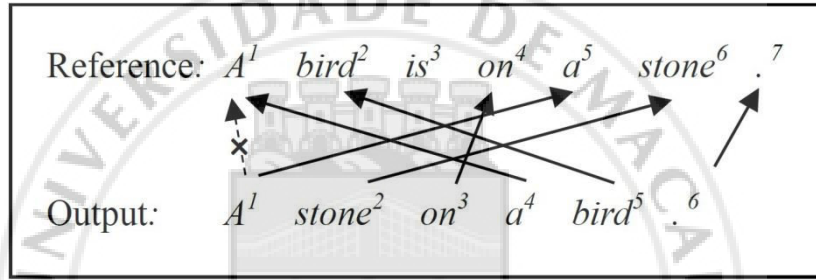 Reference: A¹ bird² is³ on⁴ a⁵ stone⁶ .⁷
Output: A¹ stone² on³ a⁴ bird⁵ .⁶